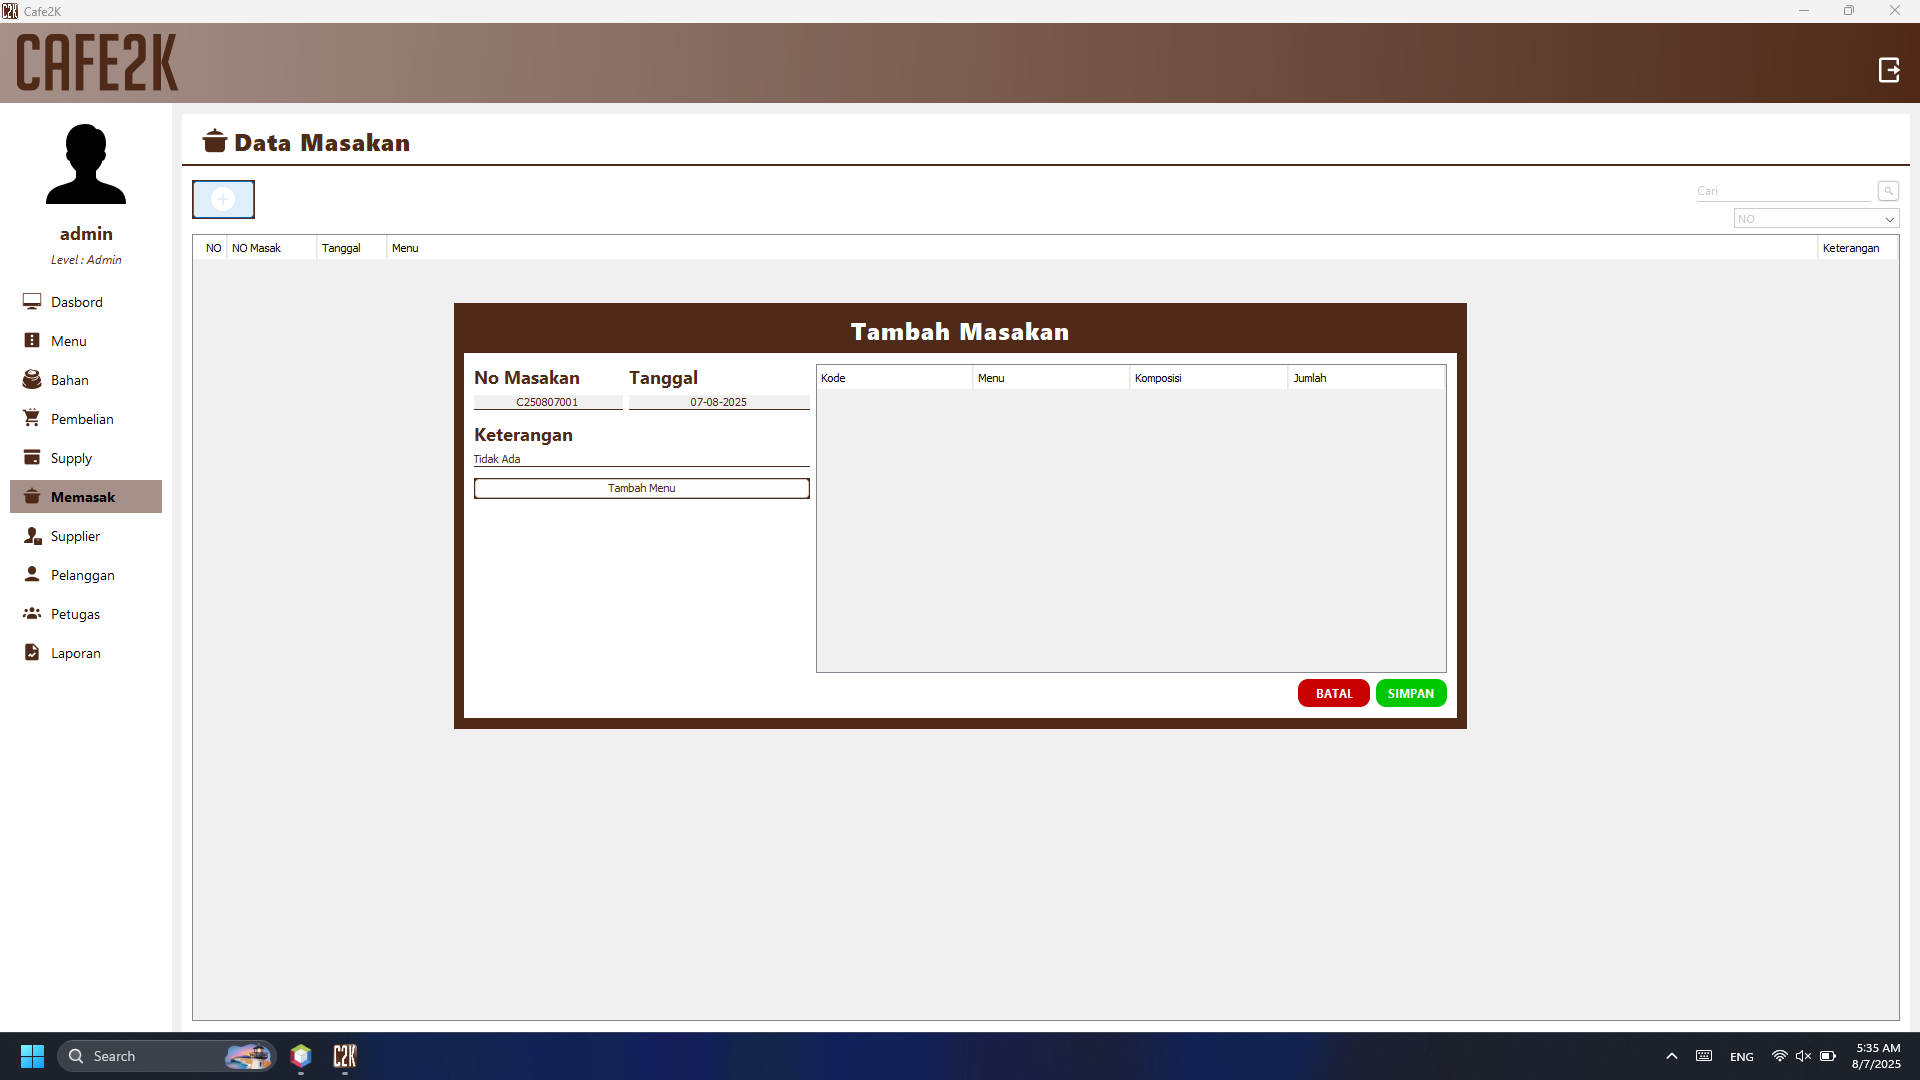 C2K Cafe2K
CAFE2K
admin
Level : Admin
Dasbord
Menu
Bahan
Pembelian
Supply
Memasak
Supplier
Pelanggan
Petugas
Laporan
Data Masakan
Cari
NO
NO NO Masak Tanggal Menu Keterangan
Tambah Masakan
No Masakan Tanggal
C250807001 07-08-2025
Keterangan
Tidak Ada
Tambah Menu
Kode Menu Komposisi Jumlah
BATAL SIMPAN
Search C2K ENG 5:35 AM
8/7/2025